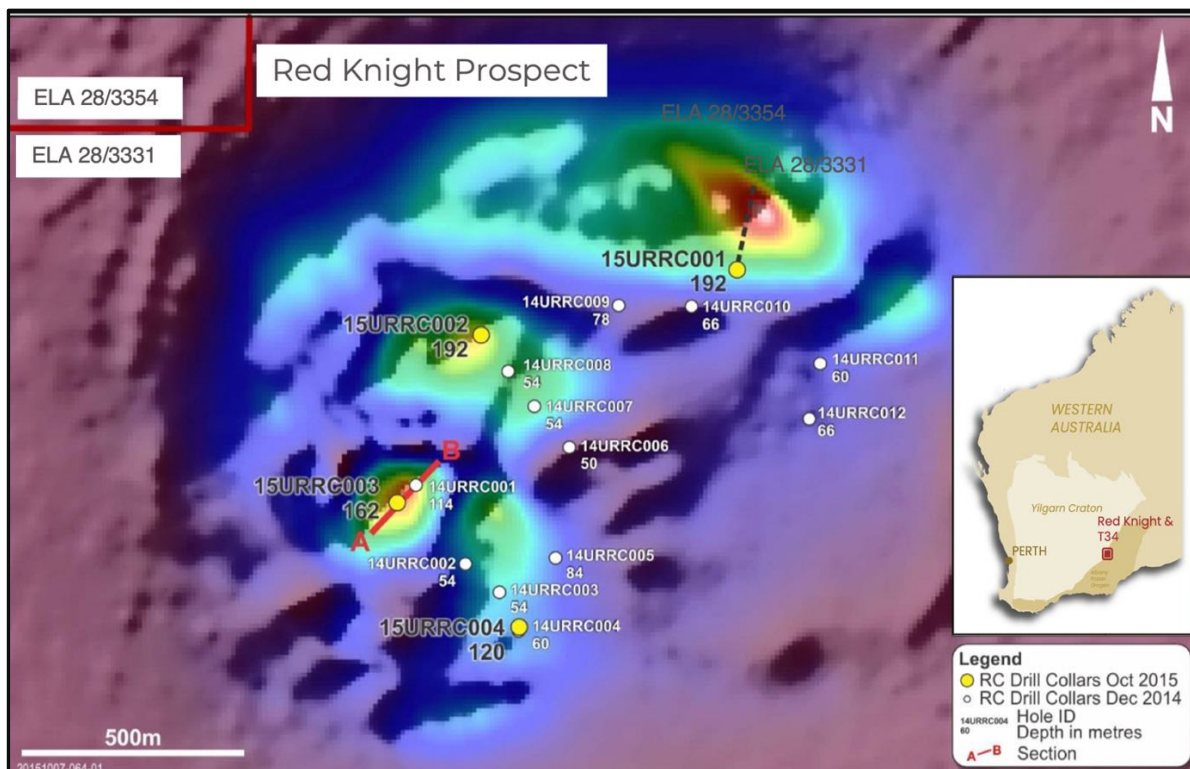 Red Knight Prospect
ELA 28/3354
ELA 28/3331
ELA 28/3354
ELA 28/3331
N
15URRC001
192
14URRC009
78
14URRC010
66
15URRC002
192
14URRC008
54
14URRC011
60
14URRC007
54
14URRC012
66
14URRC006
50
B
15URRC003
162
14URRC001
114
A
14URRC002
54
14URRC005
84
14URRC003
54
15URRC004
120
14URRC004
60
500m
WESTERN
AUSTRALIA
Yilgarn Craton
Red Knight &
T34
PERTH
Legend
RC Drill Collars Oct 2015
RC Drill Collars Dec 2014
14URRC004 Hole ID
60 Depth in metres
A B Section